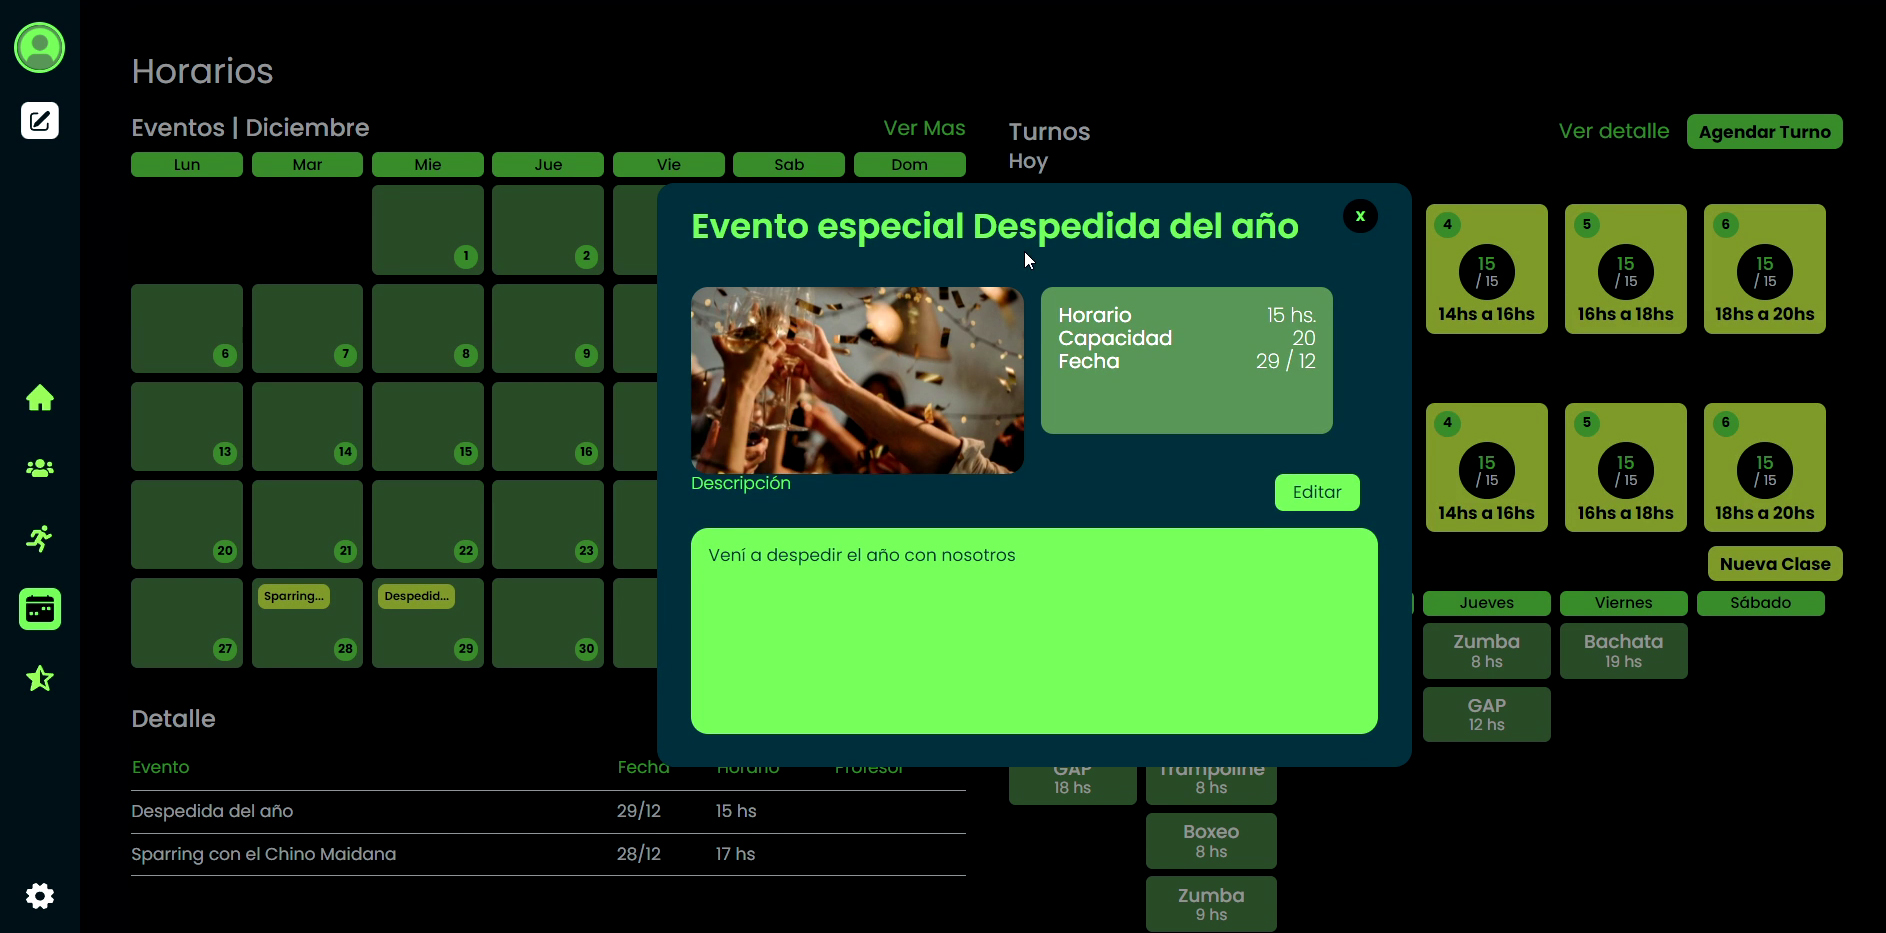 Horarios
Eventos | Diciembre
Ver Mas
Lun Mar Mie Jue Vie Sab Dom
1 2
6 7 8 9
13 14 15 16
20 21 22 23
Sparring... Despedid...
27 28 29 30
Detalle
Evento Fecha Horario Profesor
Despedida del año 29/12 15 hs
Sparring con el Chino Maidana 28/12 17 hs
Evento especial Despedida del año
x
Horario 15 hs.
Capacidad 20
Fecha 29 / 12
Descripción
Editar
Vení a despedir el año con nosotros
Turnos
Hoy
Ver detalle
Agendar Turno
4 5 6
15 15 15
/ 15 / 15 / 15
14hs a 16hs 16hs a 18hs 18hs a 20hs
4 5 6
15 15 15
/ 15 / 15 / 15
14hs a 16hs 16hs a 18hs 18hs a 20hs
Nueva Clase
Jueves Viernes Sábado
Zumba Bachata
8 hs 19 hs
GAP
12 hs
GAP Trampoline
18 hs 8 hs
Boxeo
8 hs
Zumba
9 hs